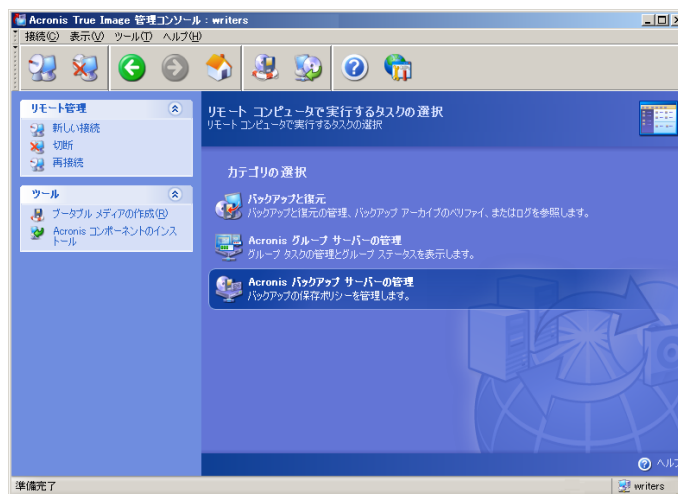 Acronis True Image 管理コンソール : writers
接続(C) 表示(V) ツール(T) ヘルプ(H)
リモート管理
新しい接続
切断
再接続
ツール
ブータブル メディアの作成(R)
Acronis コンポーネントのインス
トール
リモート コンピュータで実行するタスクの選択
リモート コンピュータで実行するタスクの選択
カテゴリの選択
バックアップと復元
バックアップと復元の管理、バックアップ アーカイブのベリファイ、またはログを参照します。
Acronis グループ サーバーの管理
グループ タスクの管理とグループ ステータスを表示します。
Acronis バックアップ サーバーの管理
バックアップの保存ポリシーを管理します。
ヘルプ
準備完了
writers